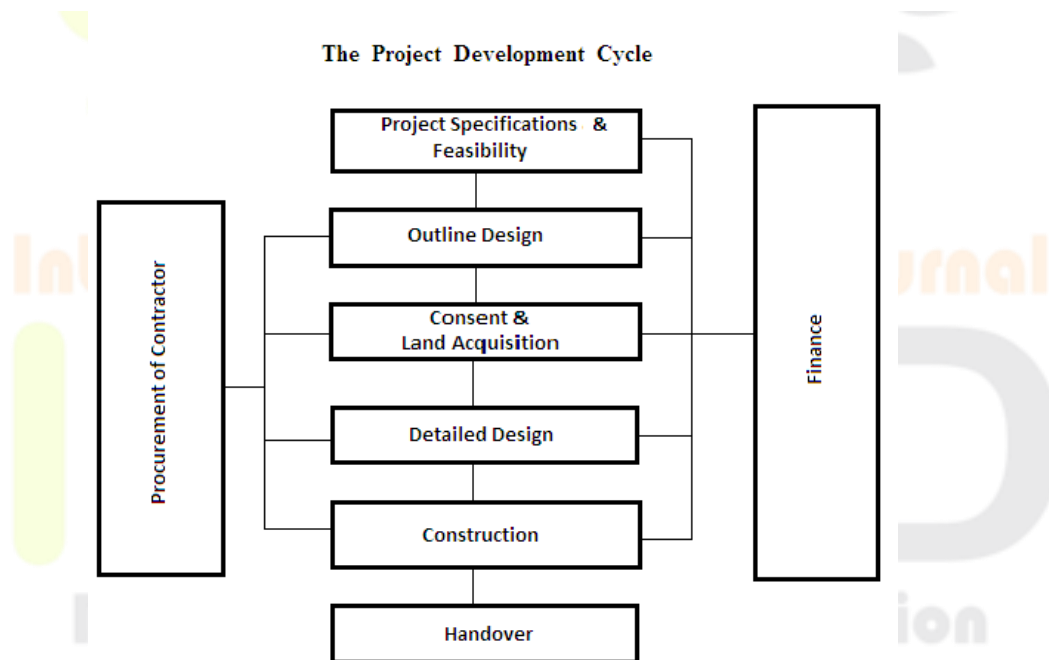 The Project Development Cycle
Project Specifications &
Feasibility
Outline Design
Consent &
Land Acquisition
Detailed Design
Construction
Handover
Procurement of Contractor
Finance